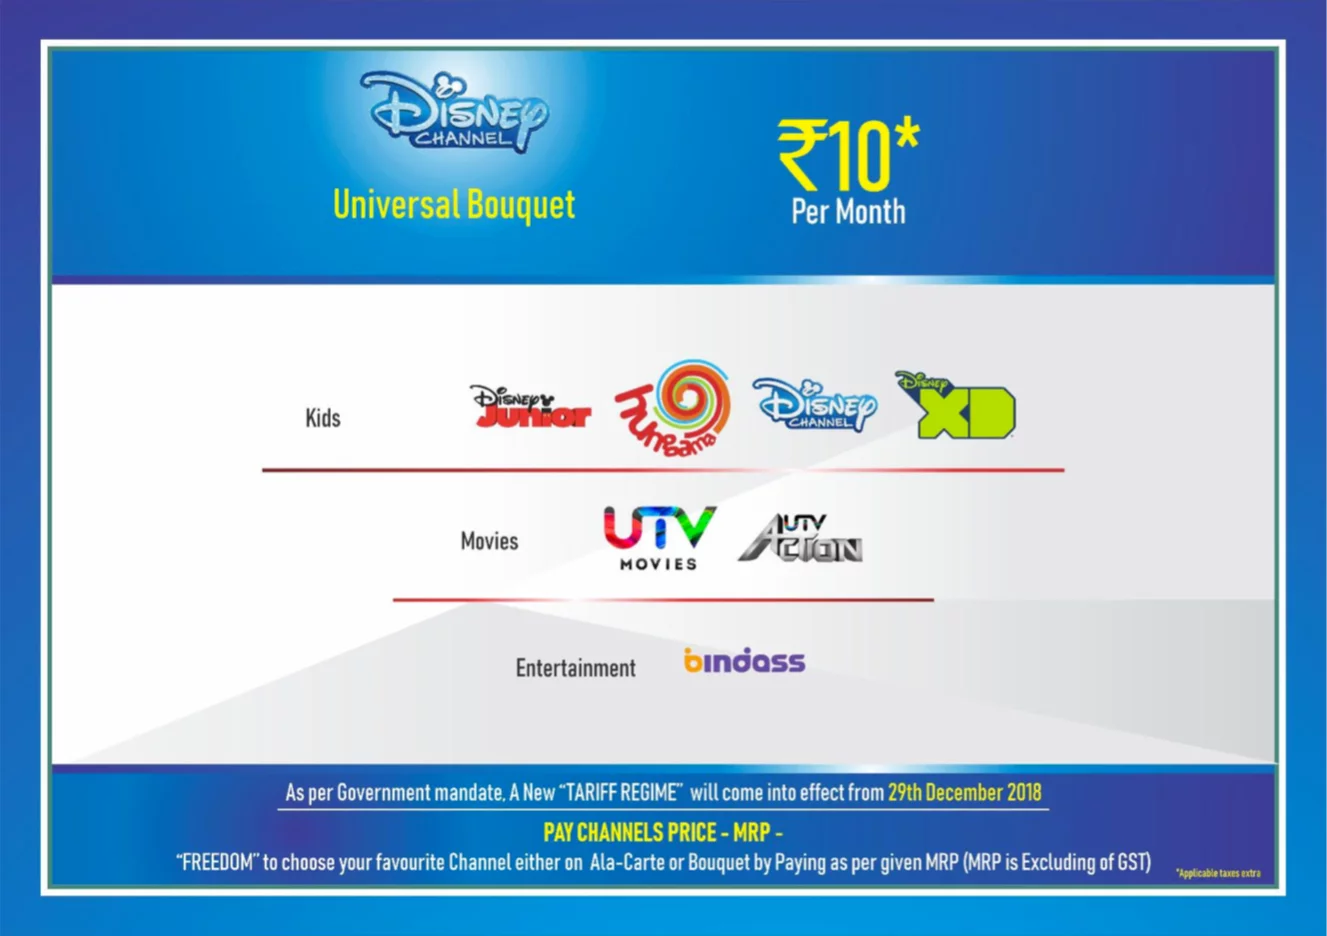 DISNEY
CHANNEL
Universal Bouquet
₹10*
Per Month
Kids
DISNEY
JUNIOR
hungama
DISNEY
CHANNEL
DISNEY
XD
Movies
UTV
MOVIES
UTV
ACTION
Entertainment
bindass
As per Government mandate, A New “TARIFF REGIME” will come into effect from 29th December 2018
PAY CHANNELS PRICE - MRP -
“FREEDOM” to choose your favourite Channel either on Ala-Carte or Bouquet by Paying as per given MRP (MRP is Excluding of GST)
*Applicable taxes extra